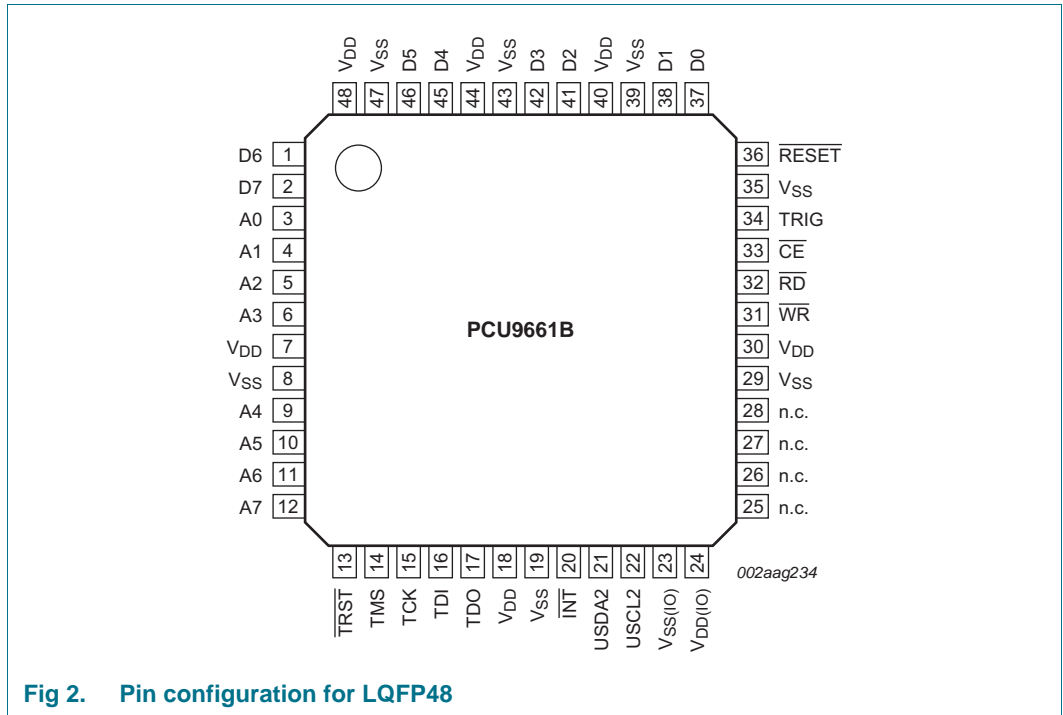 VDD VSS D5 D4 VDD VSS D3 D2 VDD VSS D1 D0
48 47 46 45 44 43 42 41 40 39 38 37
D6 1 36 RESET
D7 2 35 VSS
A0 3 34 TRIG
A1 4 33 CE
A2 5 32 RD
A3 6 31 WR
PCU9661B
VDD 7 30 VDD
VSS 8 29 VSS
A4 9 28 n.c.
A5 10 27 n.c.
A6 11 26 n.c.
A7 12 25 n.c.
13 14 15 16 17 18 19 20 21 22 23 24
TRST TMS TCK TDI TDO VDD VSS INT USDA2 USCL2 VSS(IO) VDD(IO)
002aag234
Fig 2. Pin configuration for LQFP48